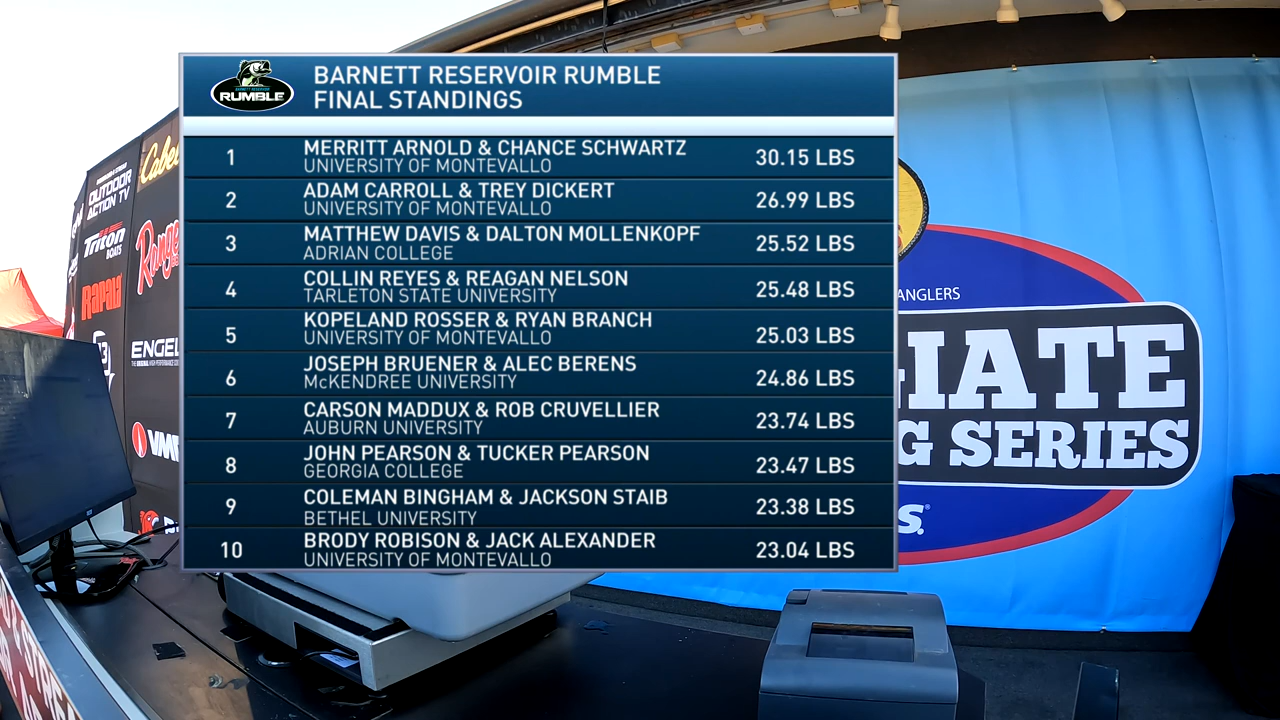 BARNETT RESERVOIR
RUMBLE
BARNETT RESERVOIR RUMBLE
FINAL STANDINGS
1
MERRITT ARNOLD & CHANCE SCHWARTZ
UNIVERSITY OF MONTEVALLO
30.15 LBS
2
ADAM CARROLL & TREY DICKERT
UNIVERSITY OF MONTEVALLO
26.99 LBS
3
MATTHEW DAVIS & DALTON MOLLENKOPF
ADRIAN COLLEGE
25.52 LBS
4
COLLIN REYES & REAGAN NELSON
TARLETON STATE UNIVERSITY
25.48 LBS
5
KOPELAND ROSSER & RYAN BRANCH
UNIVERSITY OF MONTEVALLO
25.03 LBS
6
JOSEPH BRUENER & ALEC BERENS
McKENDREE UNIVERSITY
24.86 LBS
7
CARSON MADDUX & ROB CRUVELLIER
AUBURN UNIVERSITY
23.74 LBS
8
JOHN PEARSON & TUCKER PEARSON
GEORGIA COLLEGE
23.47 LBS
9
COLEMAN BINGHAM & JACKSON STAIB
BETHEL UNIVERSITY
23.38 LBS
10
BRODY ROBISON & JACK ALEXANDER
UNIVERSITY OF MONTEVALLO
23.04 LBS
Cabe
OUTDOOR
ACTION TV
Triton
BOATS
Range
Rapala
ENGEL
VMF
ANGLERS
IATE
G SERIES
S.